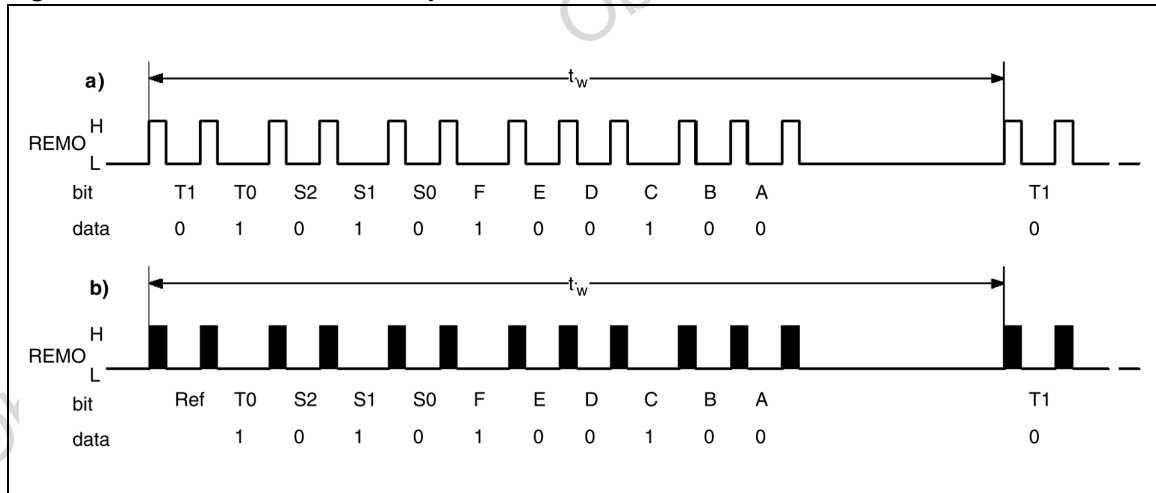 a)
t_w
H
REMO
L
bit T1 T0 S2 S1 S0 F E D C B A T1
data 0 1 0 1 0 1 0 0 1 0 0 0
b)
t_w
H
REMO
L
bit Ref T0 S2 S1 S0 F E D C B A T1
data 1 0 1 0 1 0 0 1 0 0 0